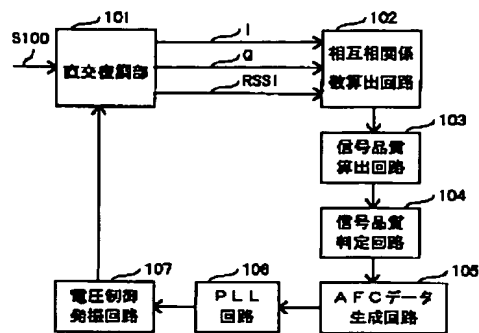 101
S100
直交復調部
I
Q
RSSI
102
相互相関係
数算出回路
103
信号品質
算出回路
104
信号品質
判定回路
105
AFCデータ
生成回路
106
PLL
回路
107
電圧制御
発振回路